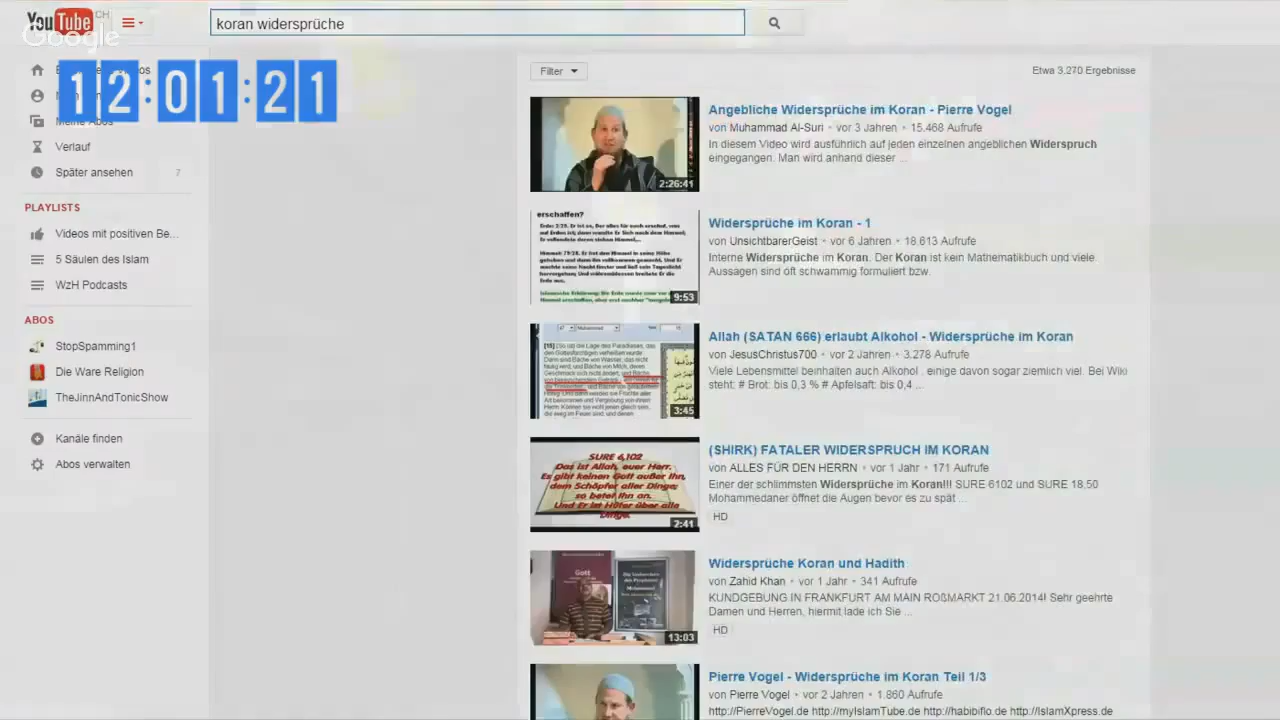 YouTube CH
koran widersprüche
Google
12:01:21
Meine Abos
Verlauf
Später ansehen 7
PLAYLISTS
Videos mit positiven Be...
5 Säulen des Islam
WzH Podcasts
ABOS
StopSpamming1
Die Ware Religion
TheJinnAndTonicShow
Kanäle finden
Abos verwalten
Filter
Etwa 3.270 Ergebnisse
2:26:41
Angebliche Widersprüche im Koran - Pierre Vogel
von Muhammad Al-Suri • vor 3 Jahren • 15.468 Aufrufe
In diesem Video wird ausführlich auf jeden einzelnen angeblichen Widerspruch
eingegangen. Man wird anhand dieser ...
erschaffen?
9:53
Widersprüche im Koran - 1
von UnsichtbarerGeist • vor 6 Jahren • 18.613 Aufrufe
Interne Widersprüche im Koran. Der Koran ist kein Mathematikbuch und viele
Aussagen sind oft schwammig formuliert bzw.
3:45
Allah (SATAN 666) erlaubt Alkohol - Widersprüche im Koran
von JesusChristus700 • vor 2 Jahren • 3.278 Aufrufe
Viele Lebensmittel beinhalten auch Alkohol , einige davon sogar ziemlich viel. Bei Wiki
steht: # Brot: bis 0,3 % # Apfelsaft: bis 0,4 ...
SURE 6,102
Das ist Allah, euer Herr.
Es gibt keinen Gott außer Ihn,
dem Schöpfer aller Dinge;
so betet Ihn an.
Und Er ist Hüter über alle
Dinge.
2:41
(SHIRK) FATALER WIDERSPRUCH IM KORAN
von ALLES FÜR DEN HERRN • vor 1 Jahr • 171 Aufrufe
Einer der schlimmsten Widersprüche im Koran!!! SURE 6102 und SURE 18.50
Mohammedaner öffnet die Augen bevor es zu spät ...
HD
Gott
13:03
Widersprüche Koran und Hadith
von Zahid Khan • vor 1 Jahr • 341 Aufrufe
KUNDGEBUNG IN FRANKFURT AM MAIN ROßMARKT 21.06.2014! Sehr geehrte
Damen und Herren, hiermit lade ich Sie ...
HD
Pierre Vogel - Widersprüche im Koran Teil 1/3
von Pierre Vogel • vor 2 Jahren • 1.860 Aufrufe
http://PierreVogel.de http://myIslamTube.de http://habibiflo.de http://IslamXpress.de